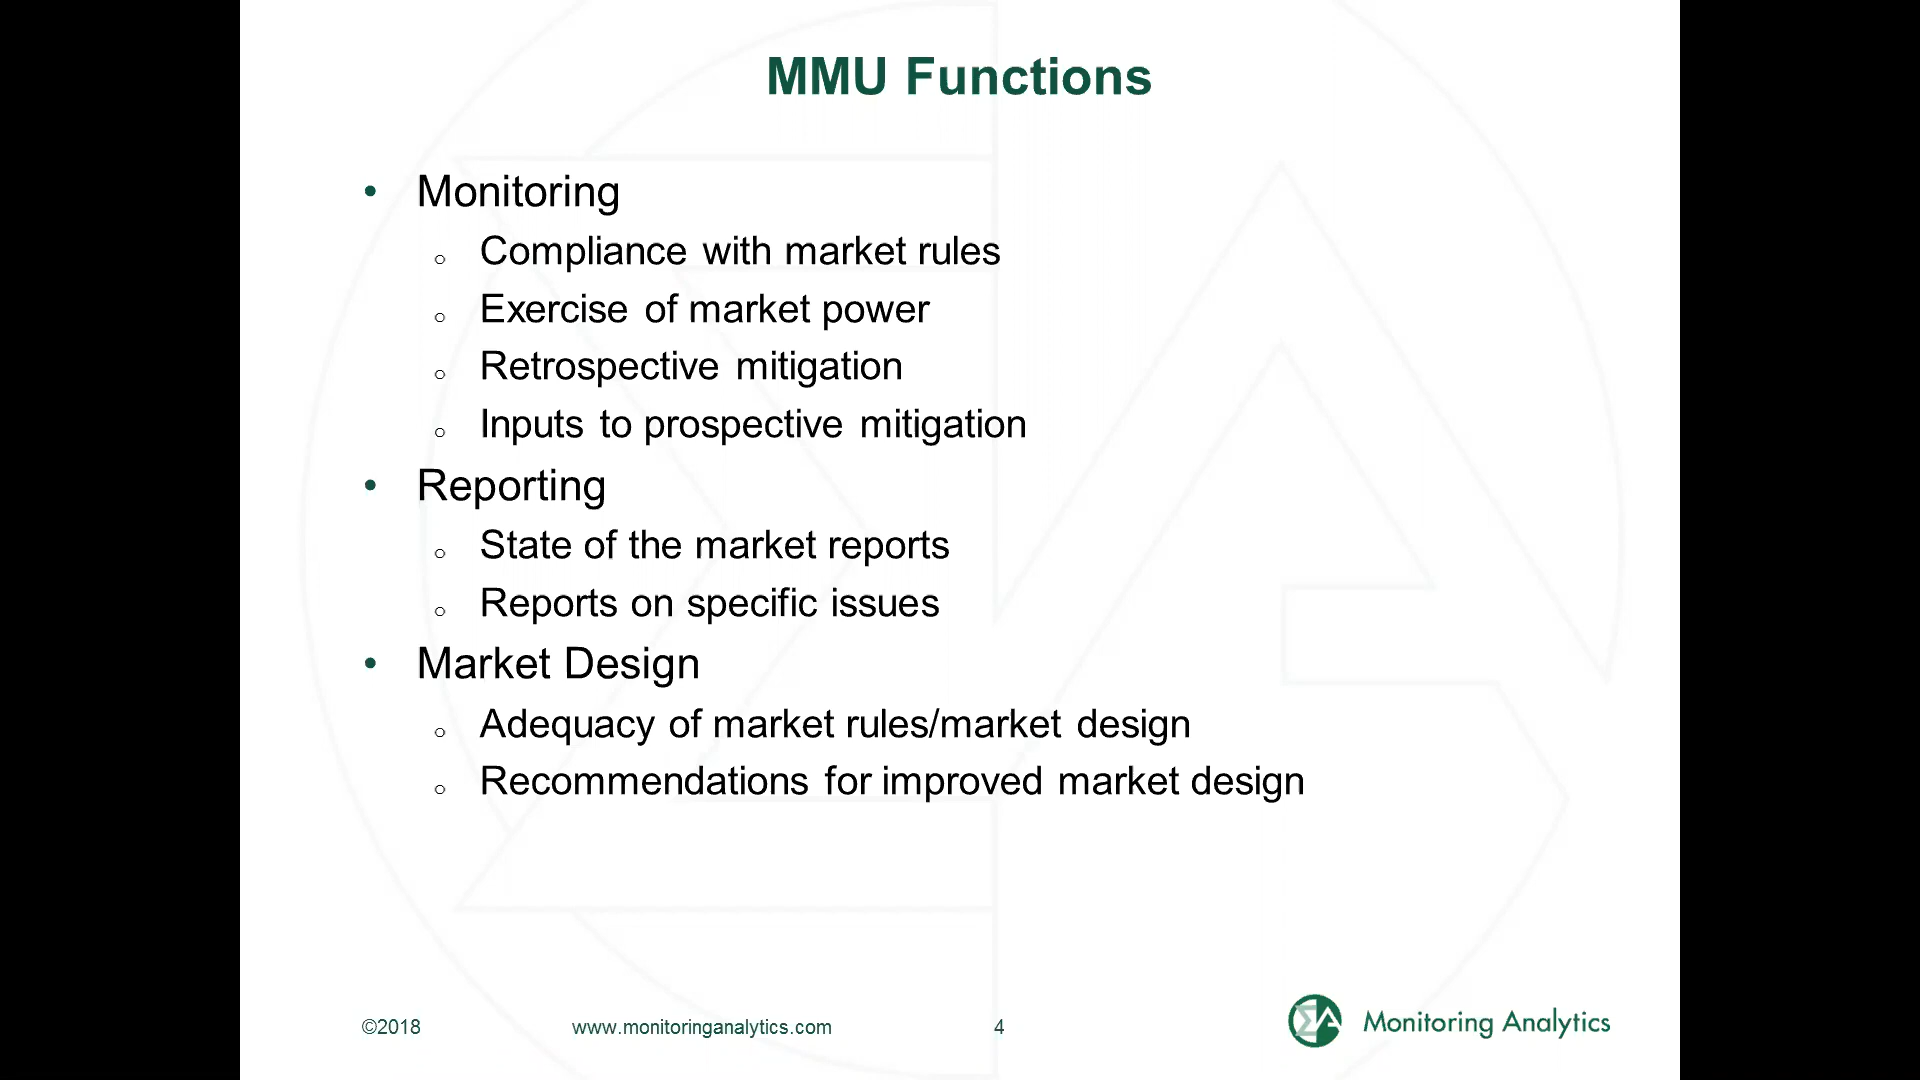 MMU Functions
• Monitoring
o Compliance with market rules
o Exercise of market power
o Retrospective mitigation
o Inputs to prospective mitigation
• Reporting
o State of the market reports
o Reports on specific issues
• Market Design
o Adequacy of market rules/market design
o Recommendations for improved market design
©2018 www.monitoringanalytics.com 4 Monitoring Analytics